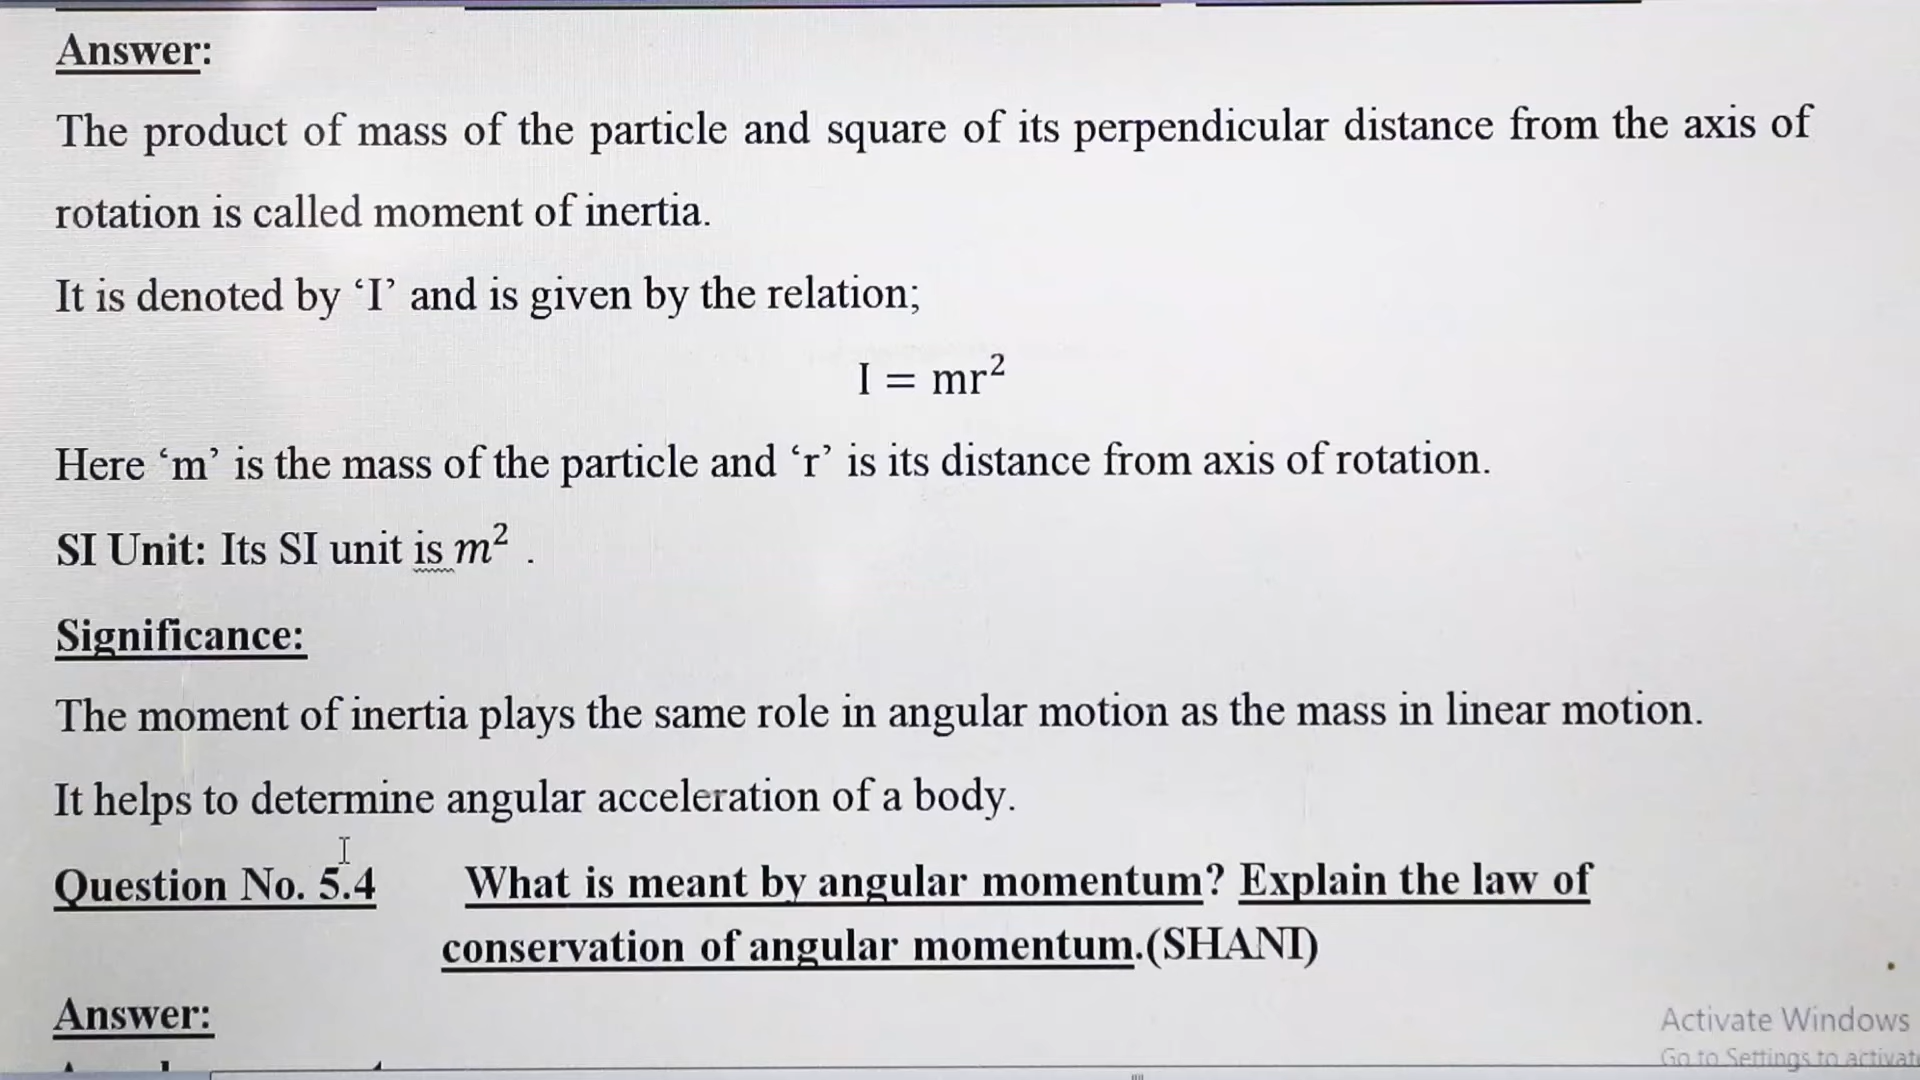 Answer:
The product of mass of the particle and square of its perpendicular distance from the axis of
rotation is called moment of inertia.
It is denoted by ‘I’ and is given by the relation;
I = mr²
Here ‘m’ is the mass of the particle and ‘r’ is its distance from axis of rotation.
SI Unit: Its SI unit is m² .
Significance:
The moment of inertia plays the same role in angular motion as the mass in linear motion.
It helps to determine angular acceleration of a body.
Question No. 5.4 What is meant by angular momentum? Explain the law of
conservation of angular momentum.(SHANI)
Answer:
Activate Windows
Go to Settings to activate